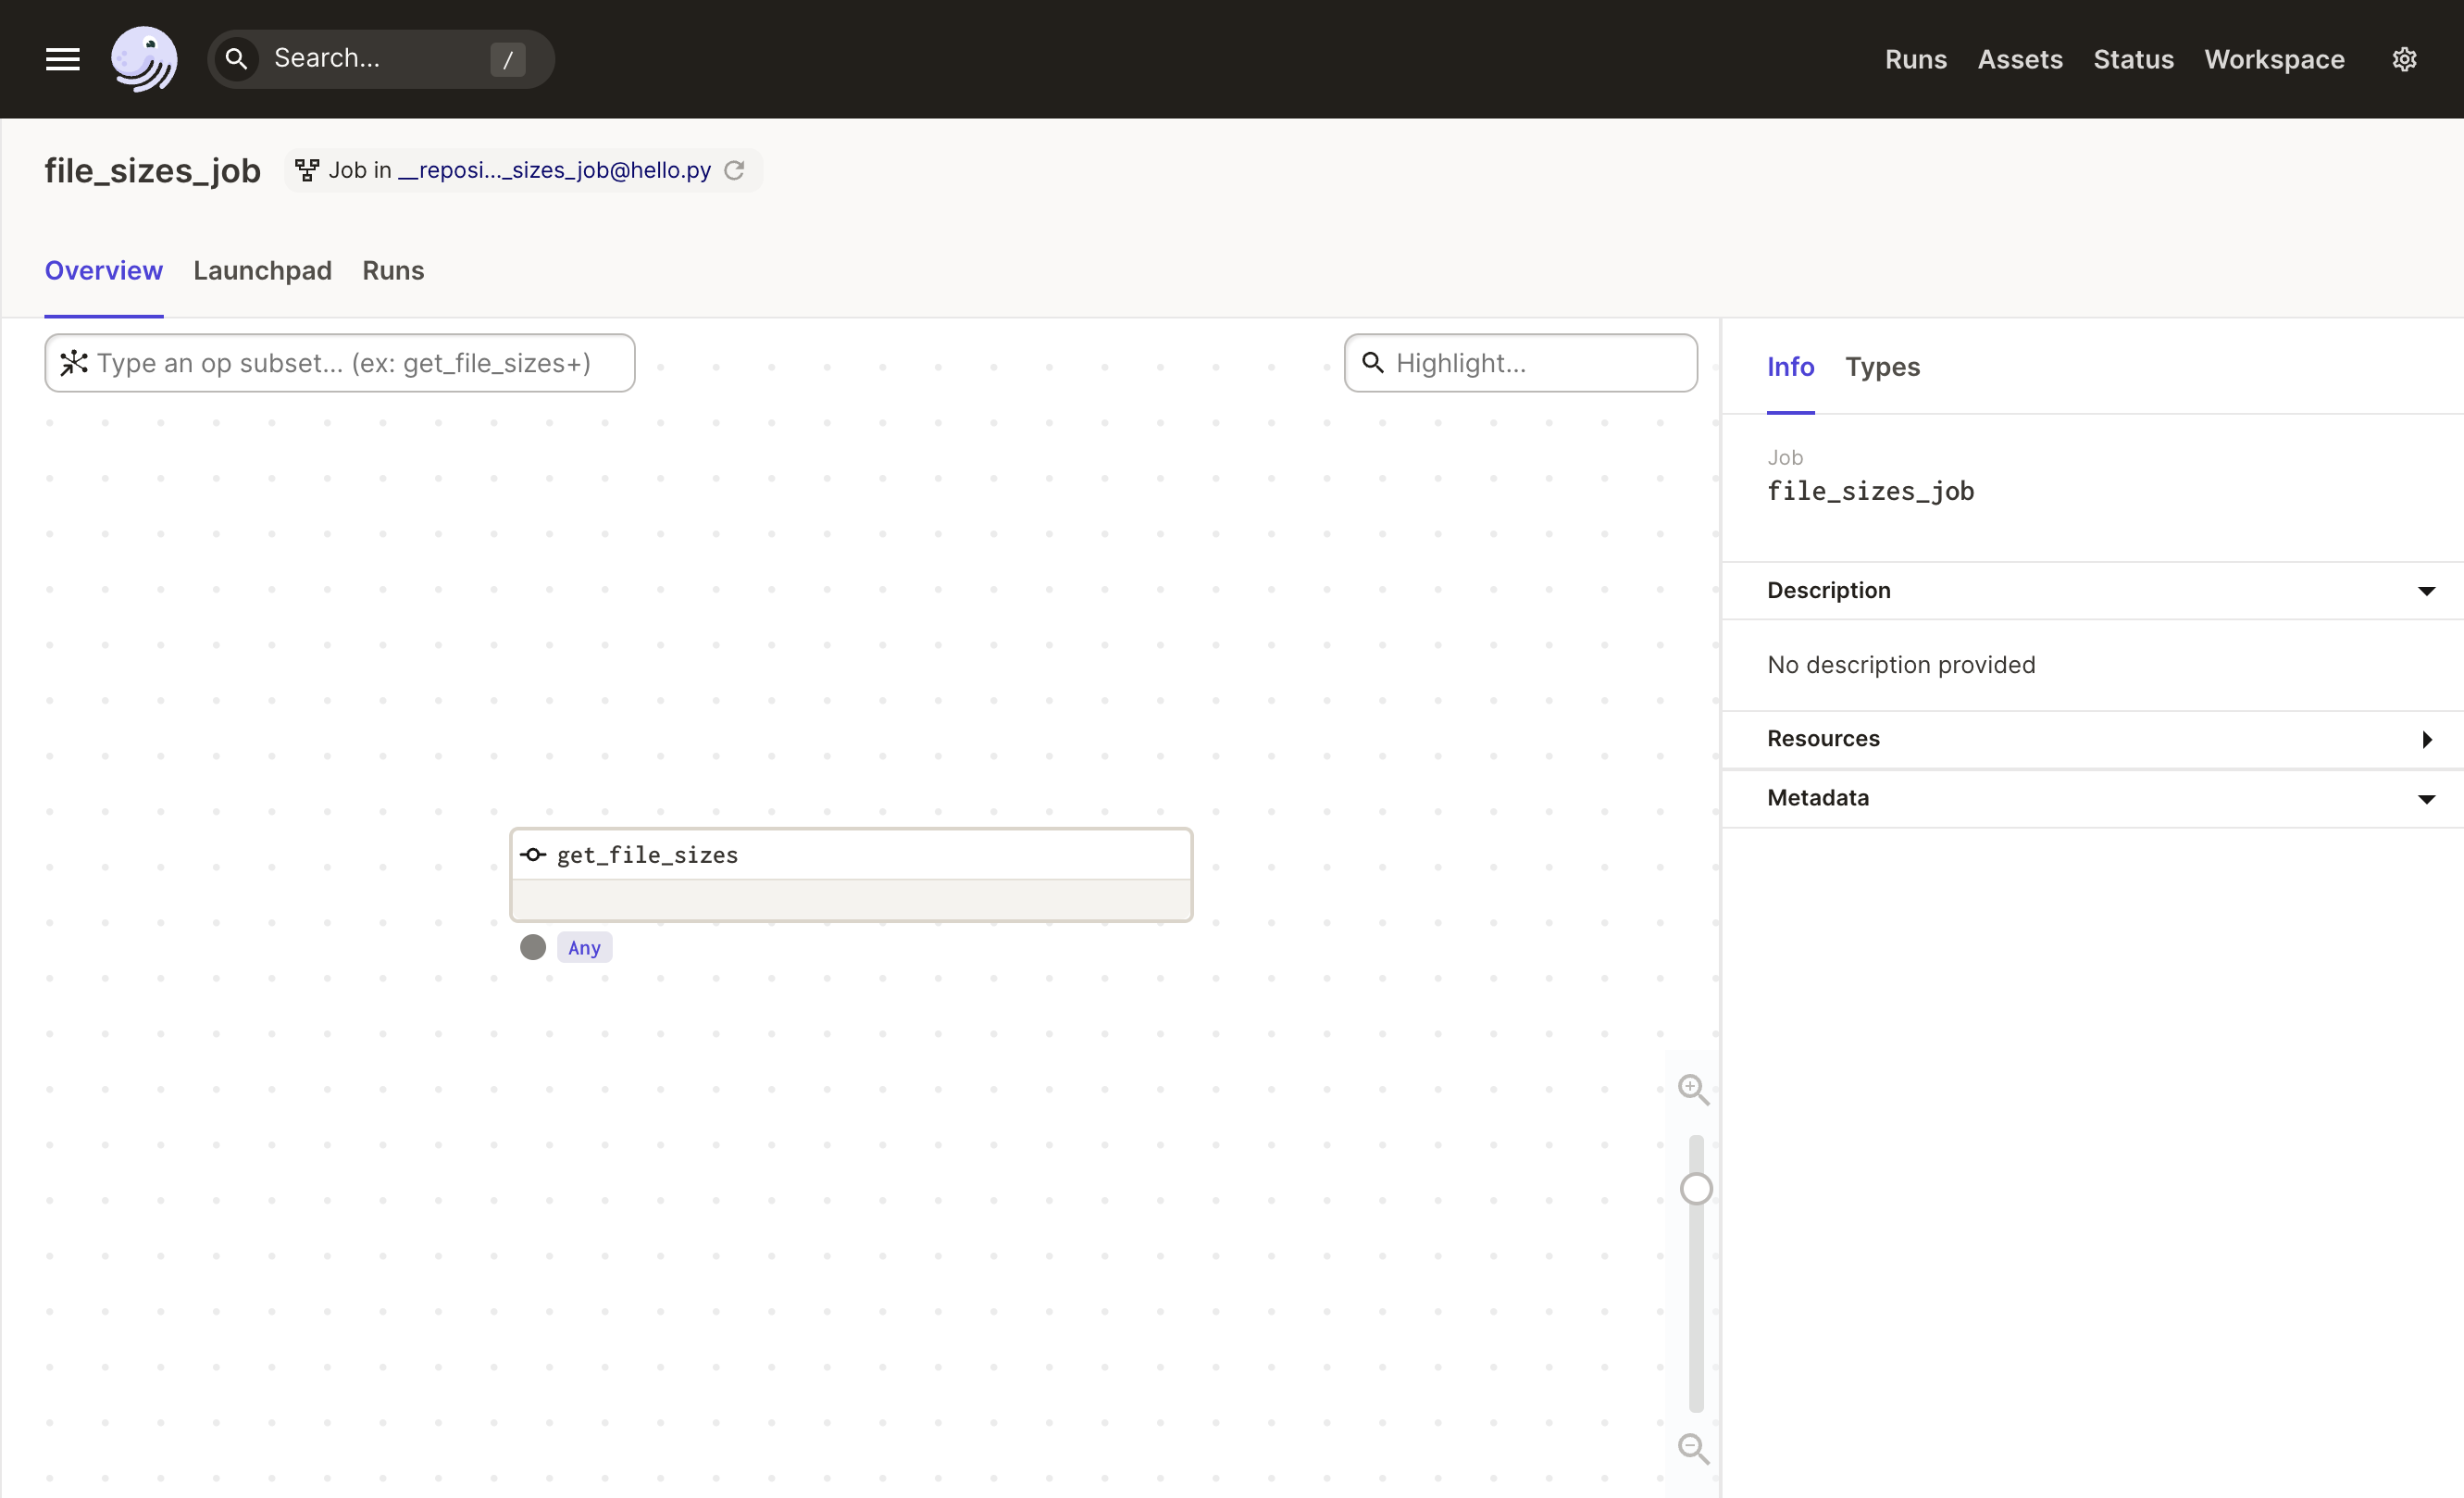 Search... /
Runs Assets Status Workspace
file_sizes_job Job in __reposi..._sizes_job@hello.py
Overview Launchpad Runs
Type an op subset... (ex: get_file_sizes+)
Highlight...
Info Types
Job
file_sizes_job
Description
No description provided
Resources
Metadata
get_file_sizes
Any